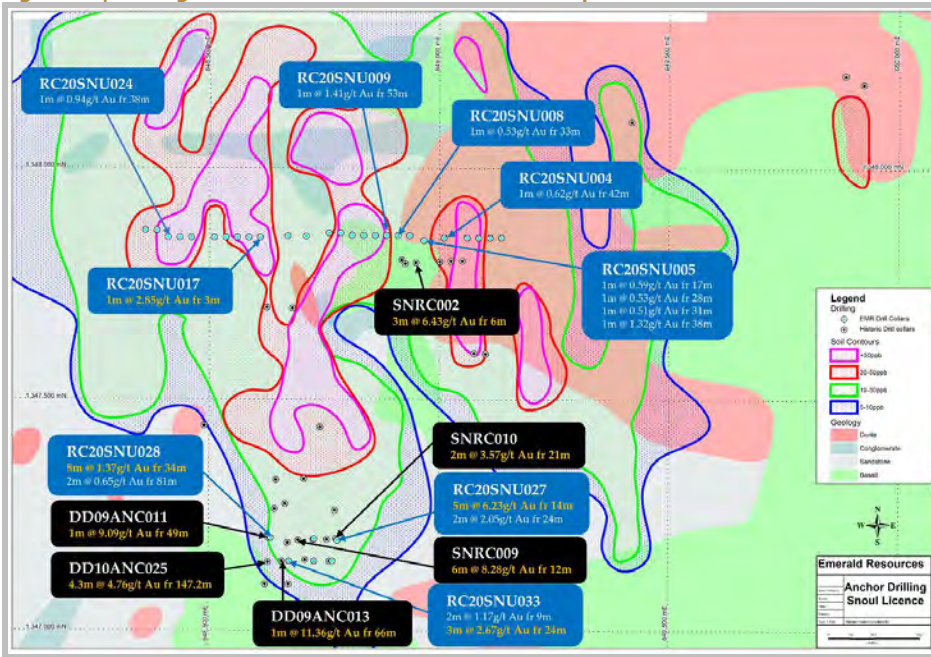 RC20SNU024
1m @ 0.94g/t Au fr 38m
RC20SNU009
1m @ 1.41g/t Au fr 53m
RC20SNU008
1m @ 0.53g/t Au fr 33m
RC20SNU004
1m @ 0.62g/t Au fr 42m
RC20SNU017
1m @ 2.85g/t Au fr 3m
SNRC002
3m @ 6.43g/t Au fr 6m
RC20SNU005
1m @ 0.59g/t Au fr 17m
1m @ 0.53g/t Au fr 28m
1m @ 0.51g/t Au fr 31m
1m @ 1.32g/t Au fr 38m
Legend
Drilling
EMR Drill Collars
Historic Drill collars
Soil Contours
5-10ppb
Geology
Conglomerate
Sandstone
Basalt
1,347,500 mN
RC20SNU028
8m @ 1.37g/t Au fr 34m
2m @ 0.65g/t Au fr 81m
SNRC010
2m @ 3.57g/t Au fr 21m
DD09ANC011
1m @ 9.09g/t Au fr 49m
RC20SNU027
5m @ 6.23g/t Au fr 14m
2m @ 2.05g/t Au fr 24m
DD10ANC025
4.3m @ 4.76g/t Au fr 147.2m
SNRC009
6m @ 8.28g/t Au fr 12m
DD09ANC013
1m @ 11.36g/t Au fr 66m
RC20SNU033
2m @ 1.17g/t Au fr 9m
3m @ 2.67g/t Au fr 24m
1,347,000 mN
N
W E
S
Emerald Resources
Anchor Drilling
Snoul Licence